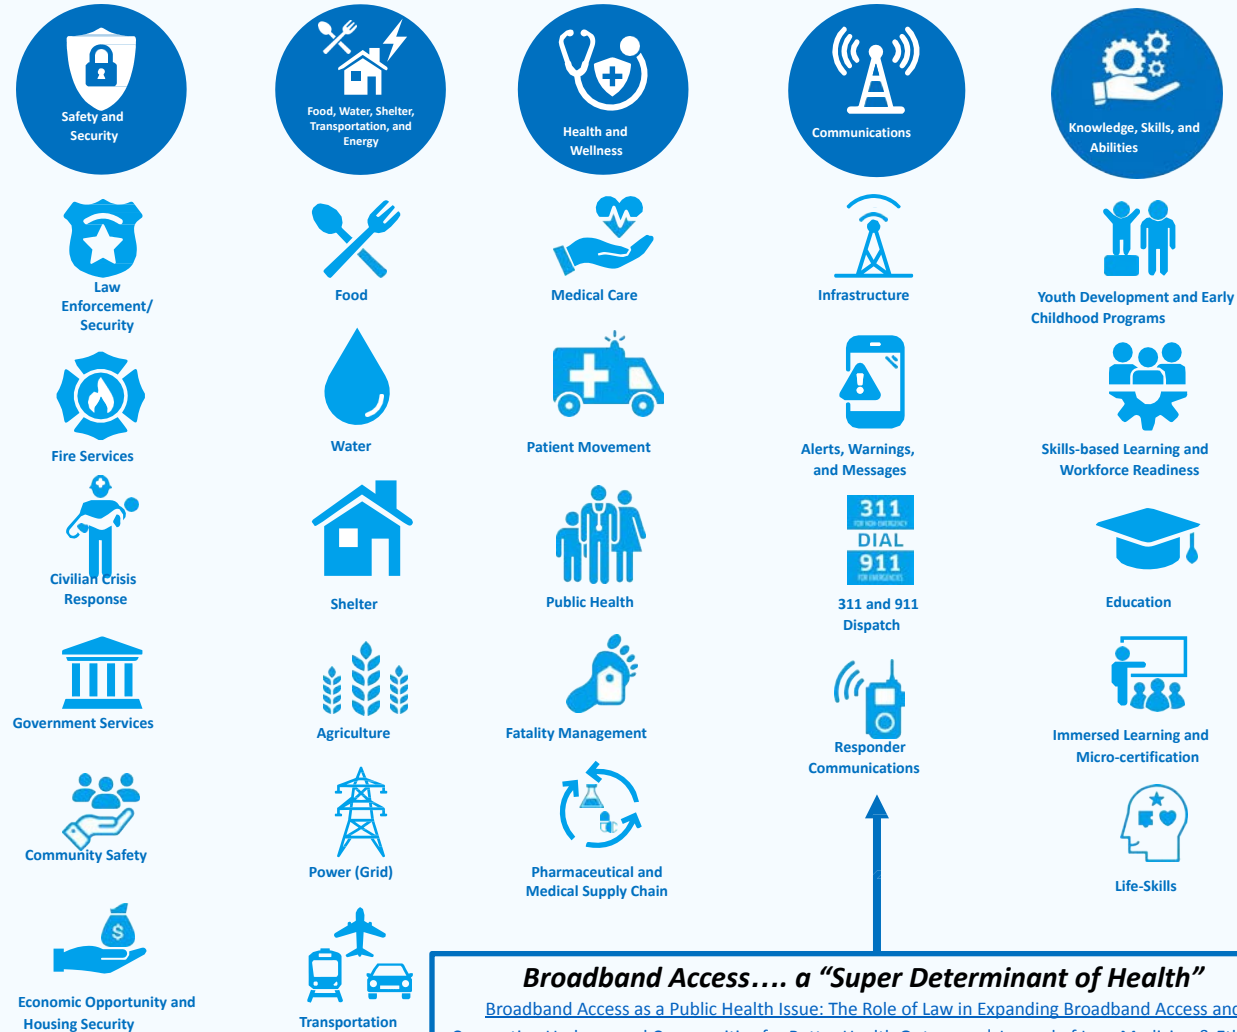 Safety and
Security
Food, Water, Shelter,
Transportation, and
Energy
Health and
Wellness
Communications
Knowledge, Skills, and
Abilities
Law
Enforcement/
Security
Fire Services
Civilian Crisis
Response
Government Services
Community Safety
$
Economic Opportunity and
Housing Security
Food
Water
Shelter
Agriculture
Power (Grid)
Transportation
Medical Care
Patient Movement
Public Health
Fatality Management
Pharmaceutical and
Medical Supply Chain
Infrastructure
Alerts, Warnings,
and Messages
311
FOR NON-EMERGENCY
DIAL
911
FOR EMERGENCIES
311 and 911
Dispatch
Responder
Communications
Youth Development and Early
Childhood Programs
Skills-based Learning and
Workforce Readiness
Education
Immersed Learning and
Micro-certification
Life-Skills
Broadband Access.... a “Super Determinant of Health”
Broadband Access as a Public Health Issue: The Role of Law in Expanding Broadband Access and